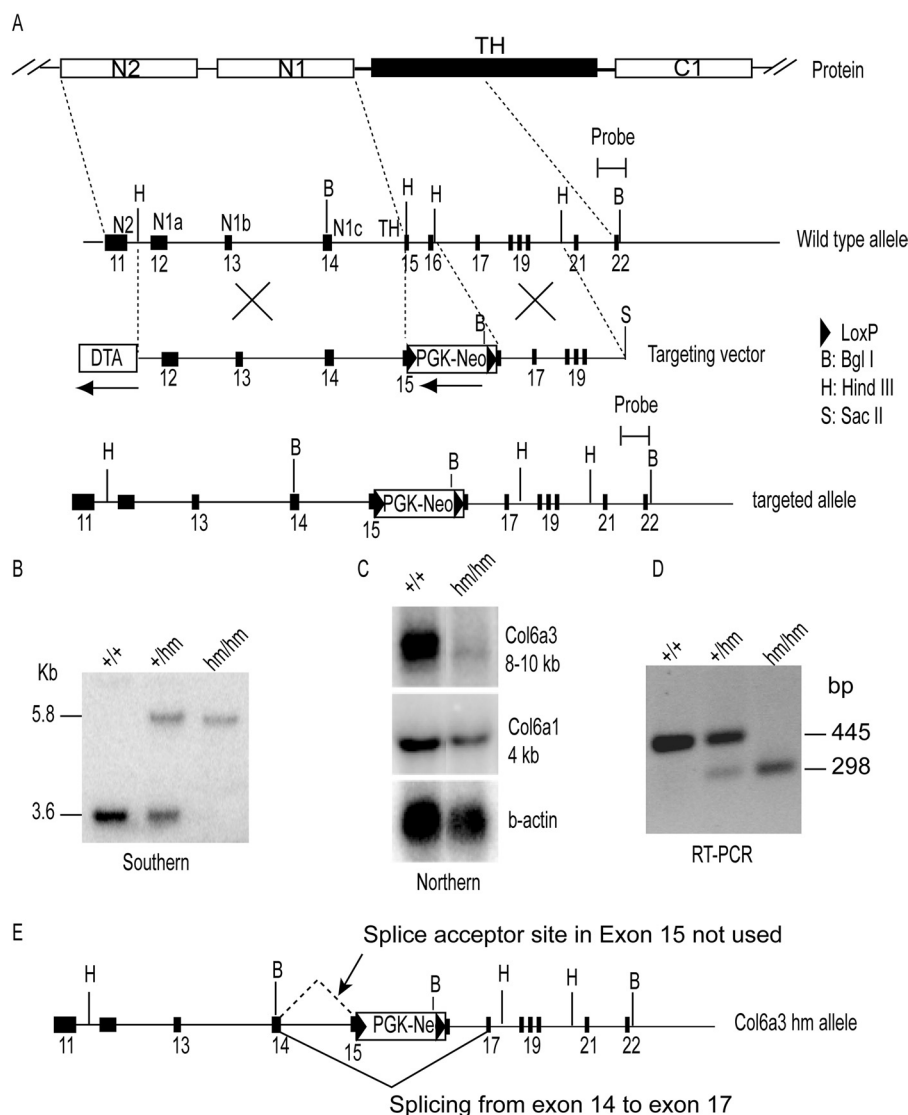 A
TH
N2 N1 C1 Protein
Probe
H B H H H B
N2 N1a N1b N1c TH Wild type allele
11 12 13 14 15 16 17 19 21 22
B S
DTA PGK-Neo Targeting vector
12 13 14 15 17 19
LoxP
B: Bgl I
H: Hind III
S: Sac II
Probe
H B B H H B
PGK-Neo targeted allele
11 13 14 15 17 19 21 22
B
+/+ +/hm hm/hm
Kb
5.8
3.6
Southern
C
+/+ hm/hm
Col6a3
8-10 kb
Col6a1
4 kb
b-actin
Northern
D
+/+ +/hm hm/hm
bp
445
298
RT-PCR
E
Splice acceptor site in Exon 15 not used
H B B H H B
PGK-Ne Col6a3 hm allele
11 13 14 15 17 19 21 22
Splicing from exon 14 to exon 17